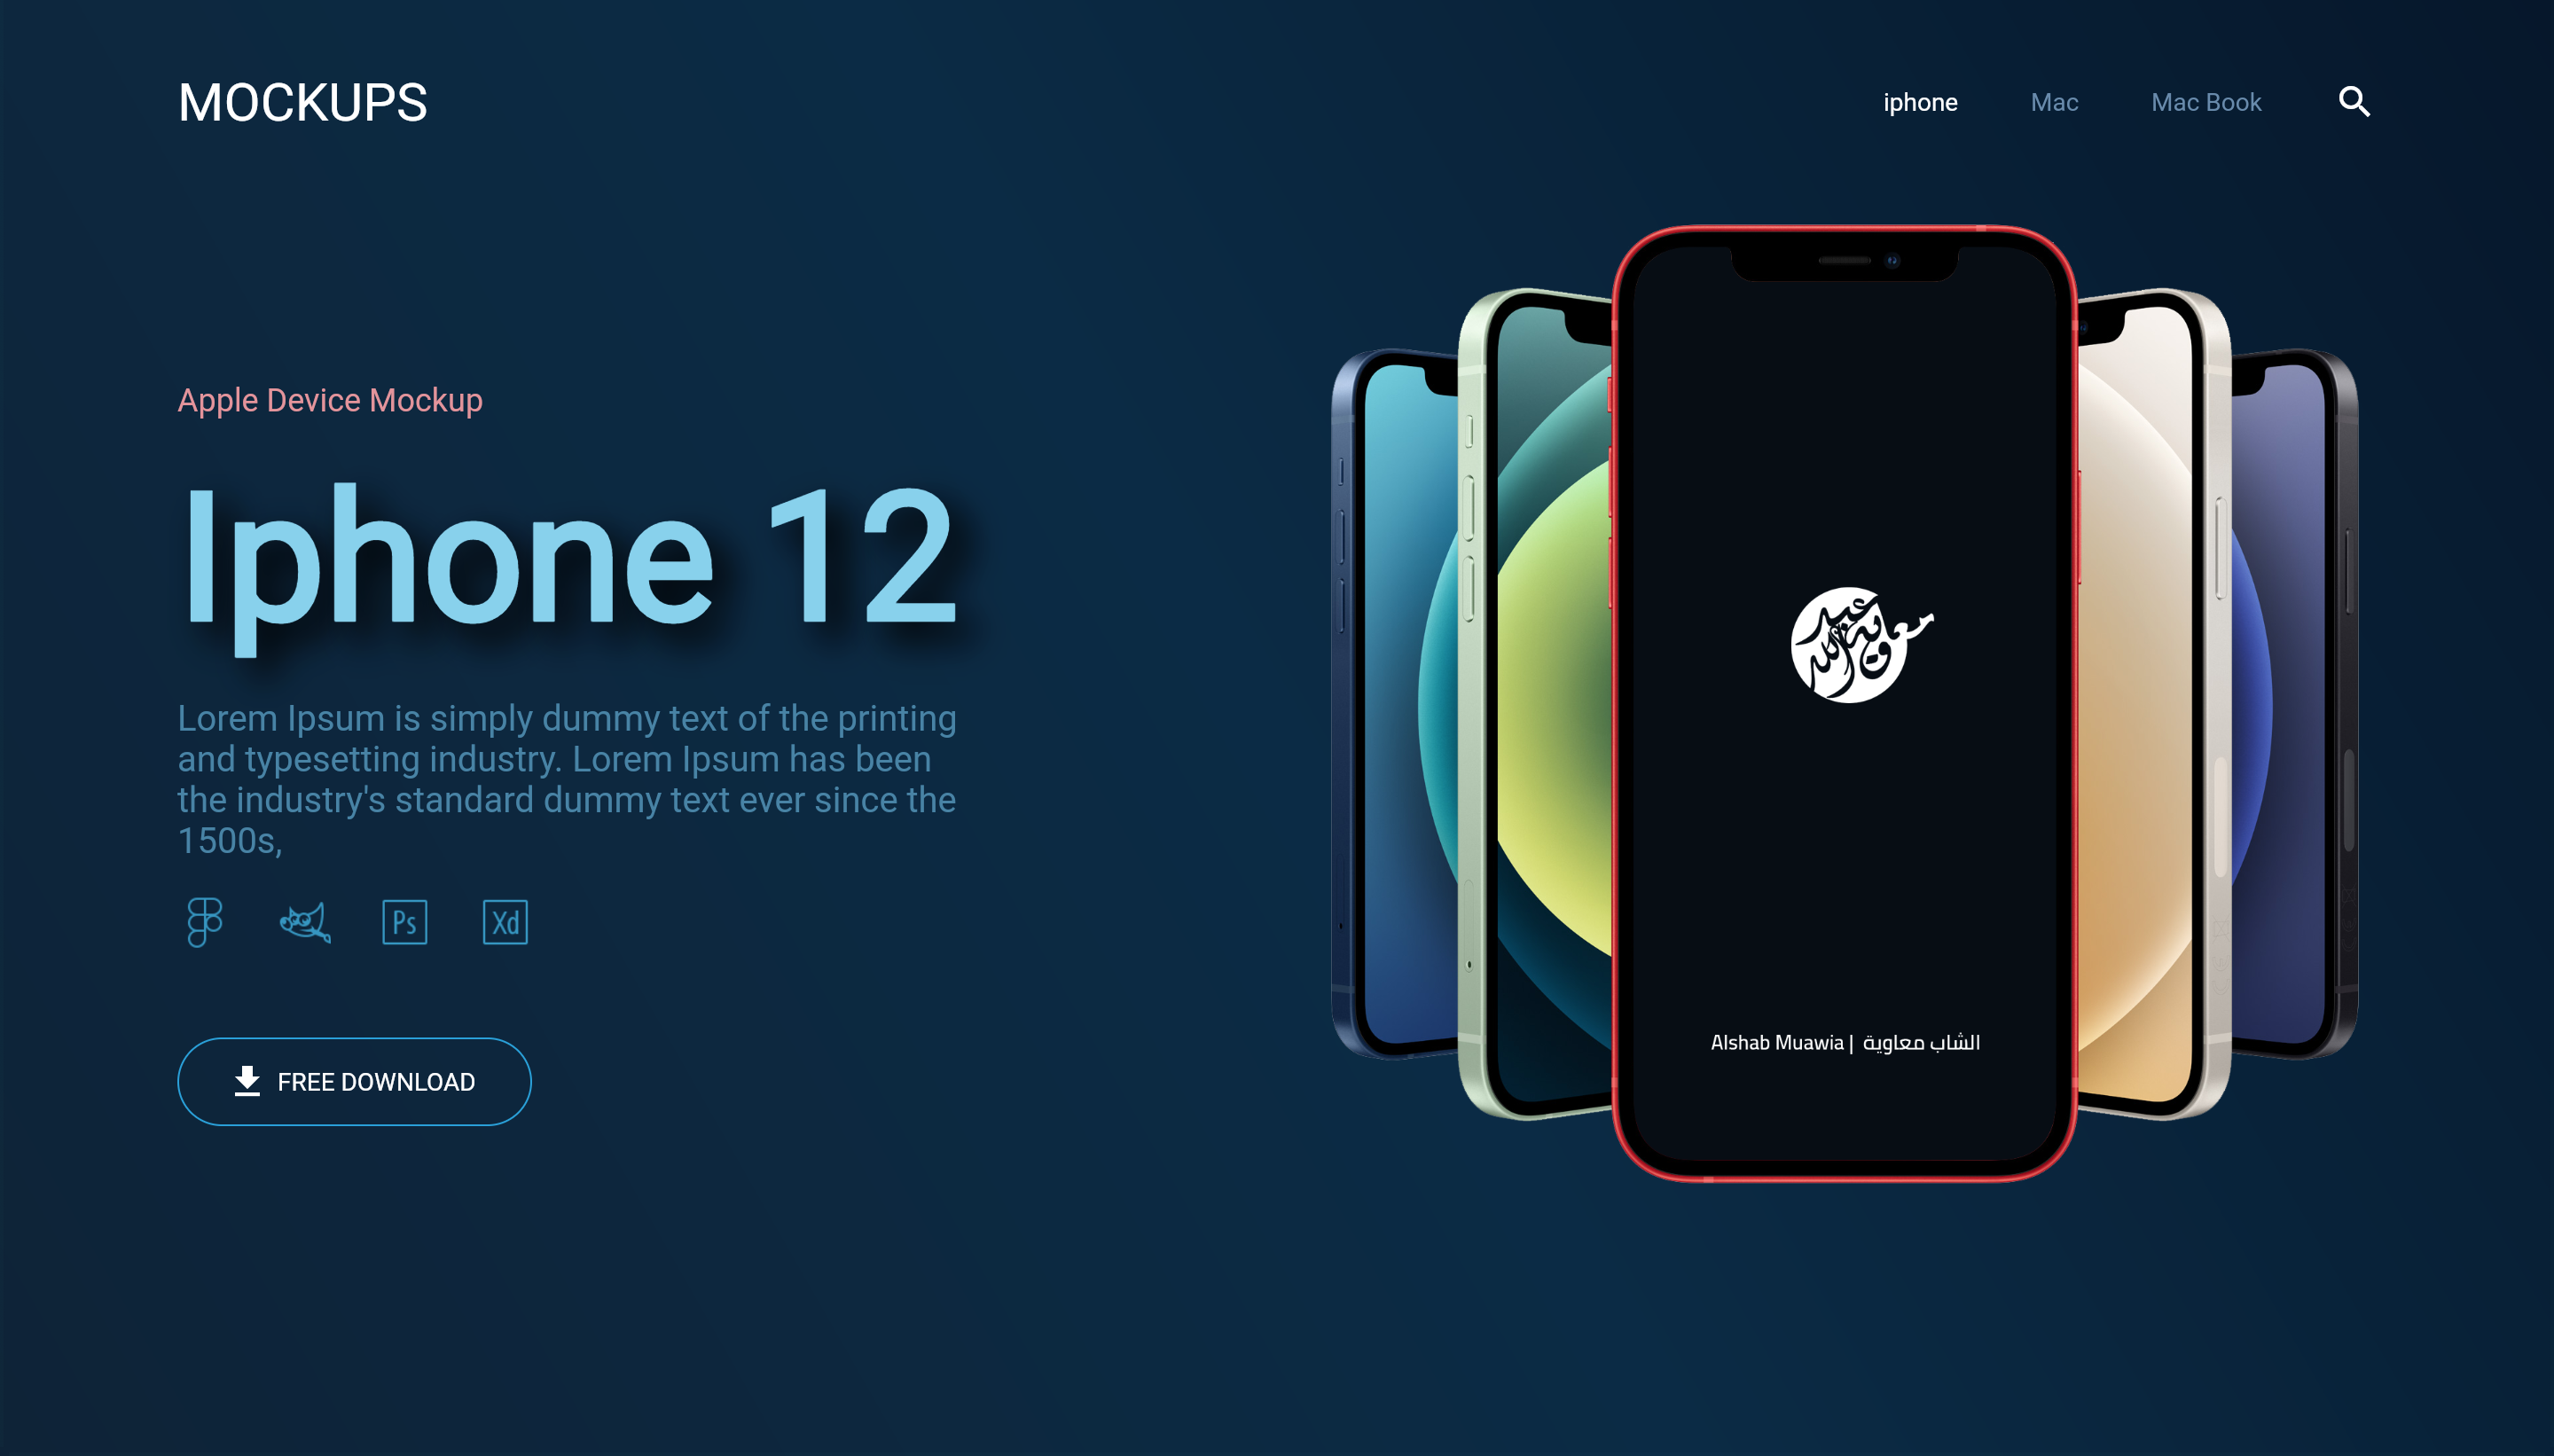 MOCKUPS
iphone Mac Mac Book
Apple Device Mockup
Iphone 12
Lorem Ipsum is simply dummy text of the printing
and typesetting industry. Lorem Ipsum has been
the industry's standard dummy text ever since the
1500s,
Ps Xd
FREE DOWNLOAD
معاوية عبدالله
Alshab Muawia | الشاب معاوية